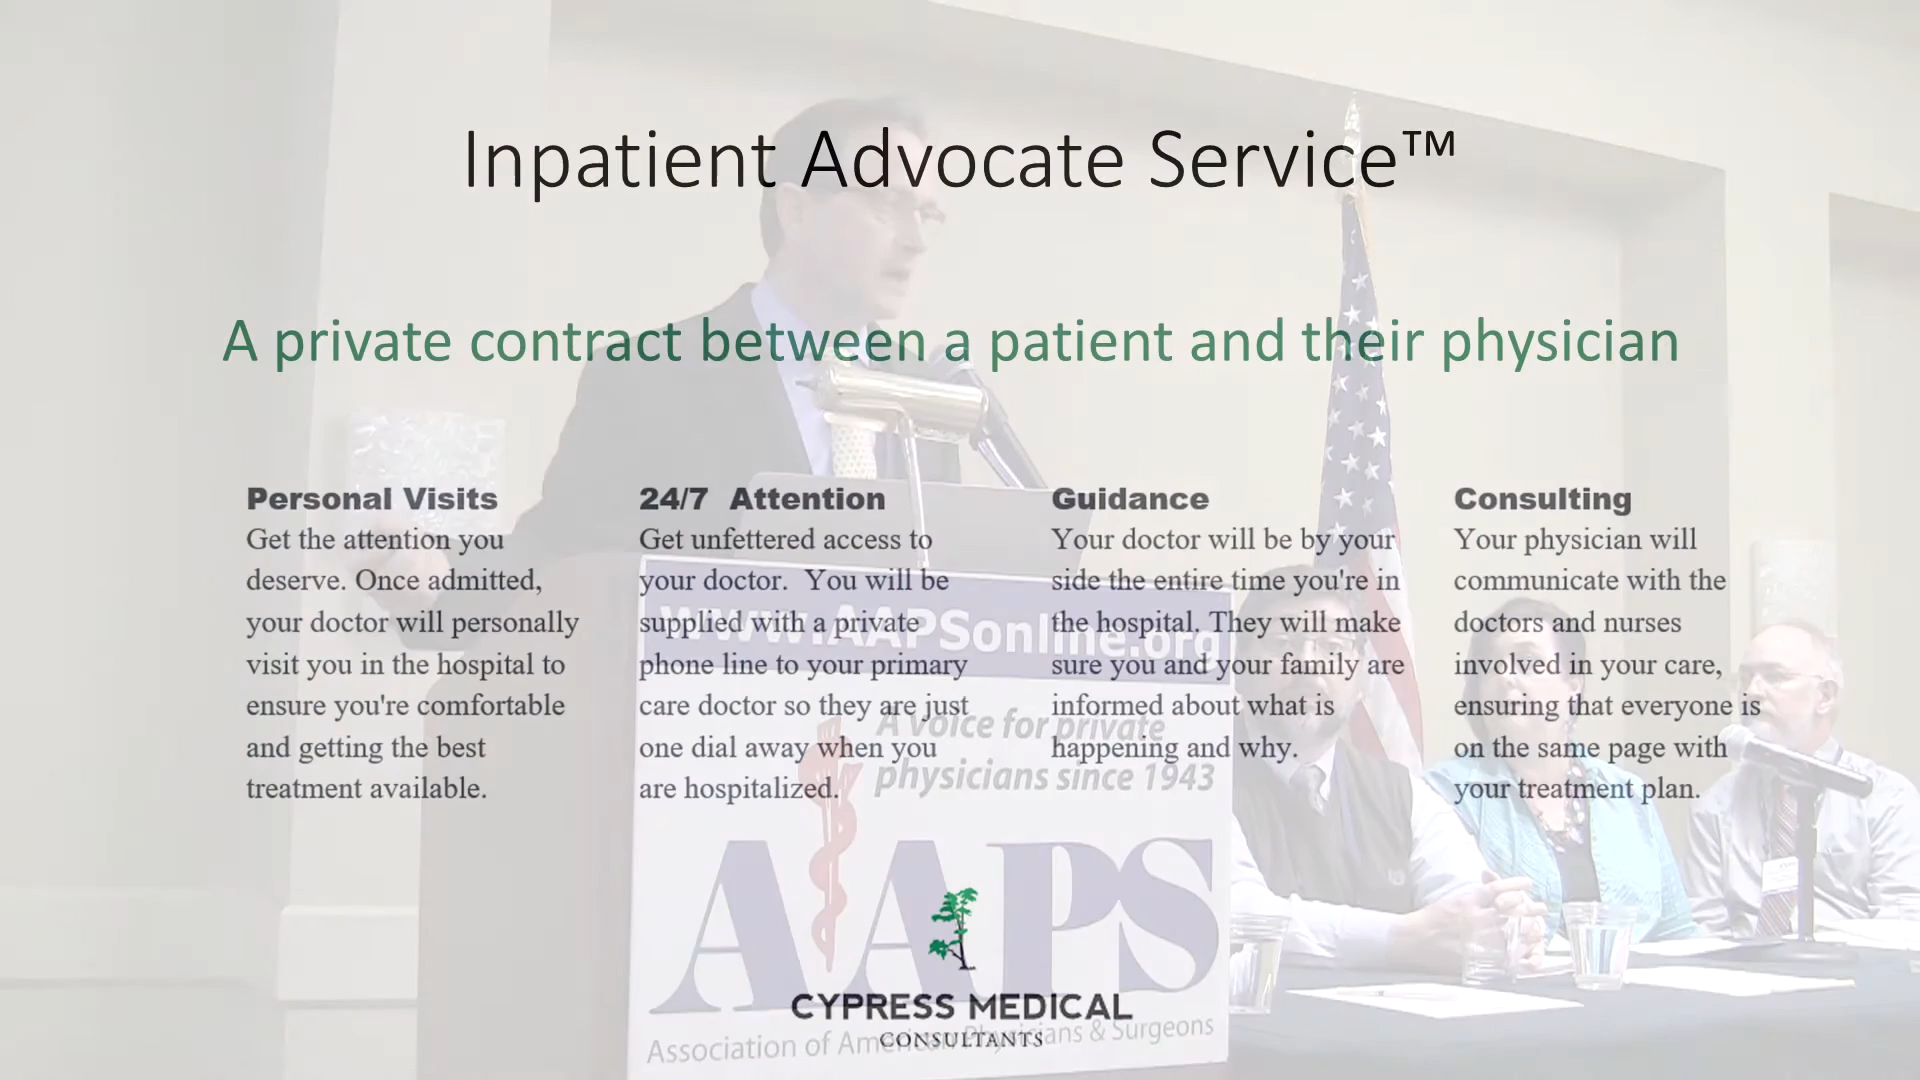 Inpatient Advocate Service™
A private contract between a patient and their physician
Personal Visits
Get the attention you
deserve. Once admitted,
your doctor will personally
visit you in the hospital to
ensure you're comfortable
and getting the best
treatment available.
24/7 Attention
Get unfettered access to
your doctor. You will be
supplied with a private
phone line to your primary
care doctor so they are just
one dial away when you
are hospitalized.
Guidance
Your doctor will be by your
side the entire time you're in
the hospital. They will make
sure you and your family are
informed about what is
happening and why.
Consulting
Your physician will
communicate with the
doctors and nurses
involved in your care,
ensuring that everyone is
on the same page with
your treatment plan.
www.AAPSonline.org
A voice for private
physicians since 1943
AAPS
Association of American Physicians & Surgeons
CYPRESS MEDICAL
CONSULTANTS